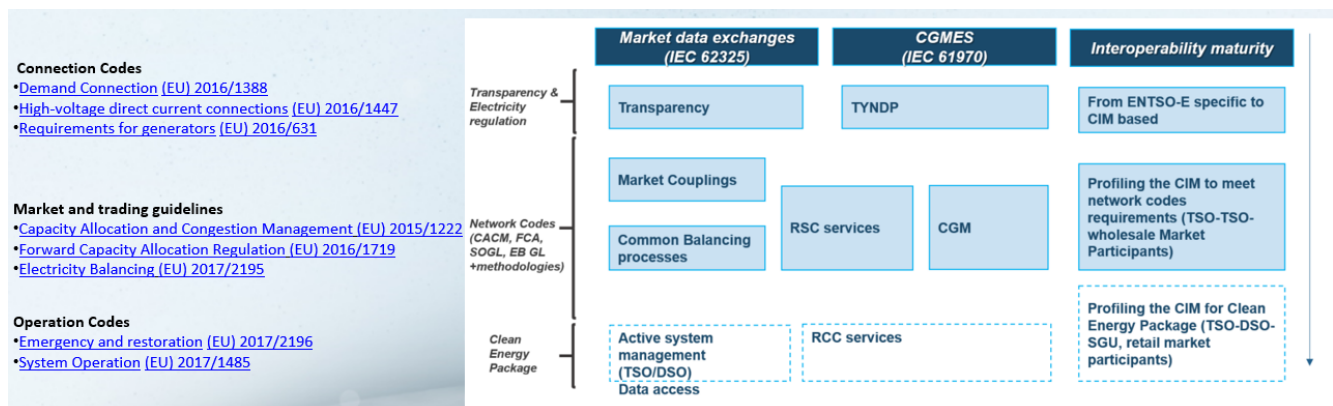 Connection Codes
•Demand Connection (EU) 2016/1388
•High-voltage direct current connections (EU) 2016/1447
•Requirements for generators (EU) 2016/631
Market and trading guidelines
•Capacity Allocation and Congestion Management (EU) 2015/1222
•Forward Capacity Allocation Regulation (EU) 2016/1719
•Electricity Balancing (EU) 2017/2195
Operation Codes
•Emergency and restoration (EU) 2017/2196
•System Operation (EU) 2017/1485
Market data exchanges
(IEC 62325)
CGMES
(IEC 61970)
Interoperability maturity
Transparency &
Electricity
regulation
Transparency
TYNDP
From ENTSO-E specific to
CIM based
Network Codes
(CACM, FCA,
SOGL, EB GL
+methodologies)
Market Couplings
Common Balancing
processes
RSC services
CGM
Profiling the CIM to meet
network codes
requirements (TSO-TSO-
wholesale Market
Participants)
Clean
Energy
Package
Active system
management
(TSO/DSO)
Data access
RCC services
Profiling the CIM for Clean
Energy Package (TSO-DSO-
SGU, retail market
participants)